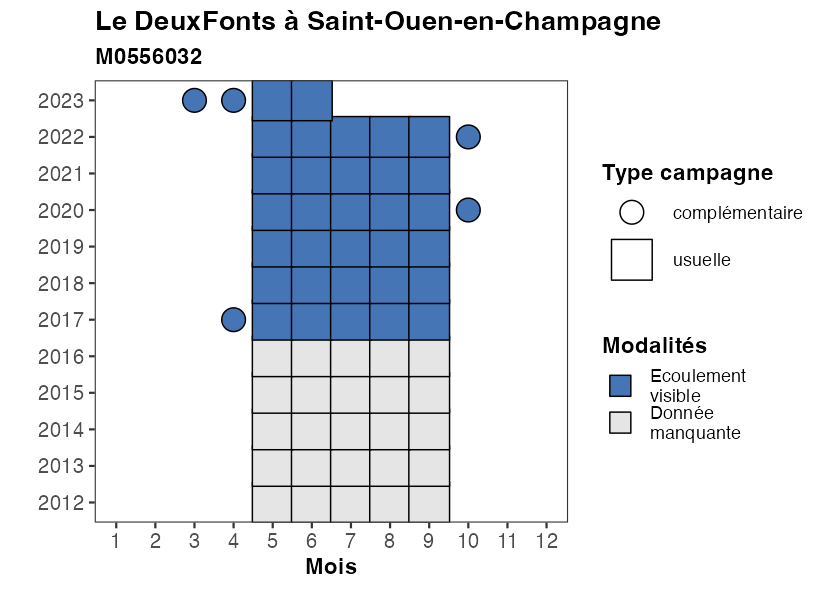 Le DeuxFonts à Saint-Ouen-en-Champagne
M0556032
2023
2022
2021
2020
2019
2018
2017
2016
2015
2014
2013
2012
1 2 3 4 5 6 7 8 9 10 11 12
Mois
Type campagne
complémentaire
usuelle
Modalités
Ecoulement
visible
Donnée
manquante